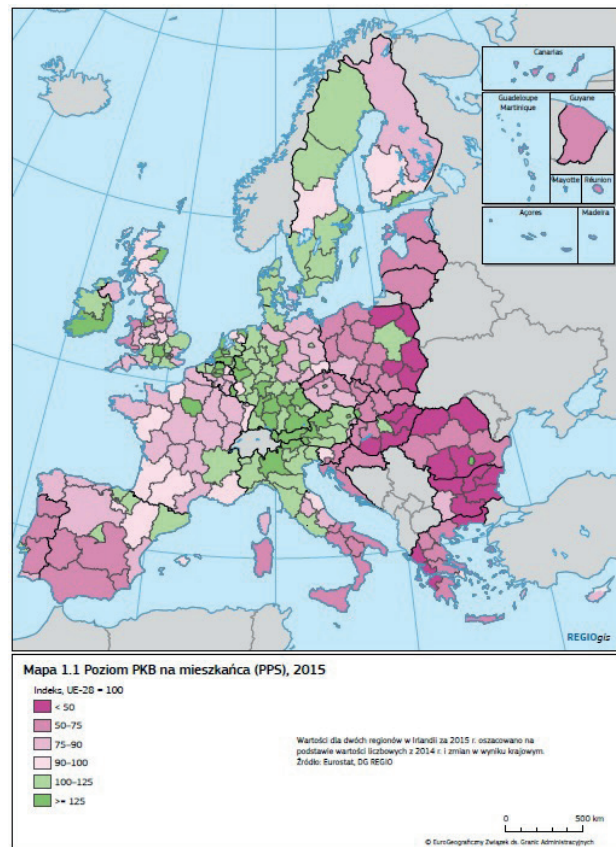 Canarias
Guadeloupe
Martinique
Guyane
Mayotte
Réunion
Açores
Madeira
REGIOgis
Mapa 1.1 Poziom PKB na mieszkańca (PPS), 2015
Indeks, UE-28 = 100
< 50
50–75
75–90
90–100
100–125
>= 125
Wartości dla dwóch regionów w Irlandii za 2015 r. oszacowano na
podstawie wartości liczbowych z 2014 r. i zmian w wyniku krajowym.
Źródło: Eurostat, DG REGIO
0 500 km
© EuroGeograficzny Związek ds. Granic Administracyjnych